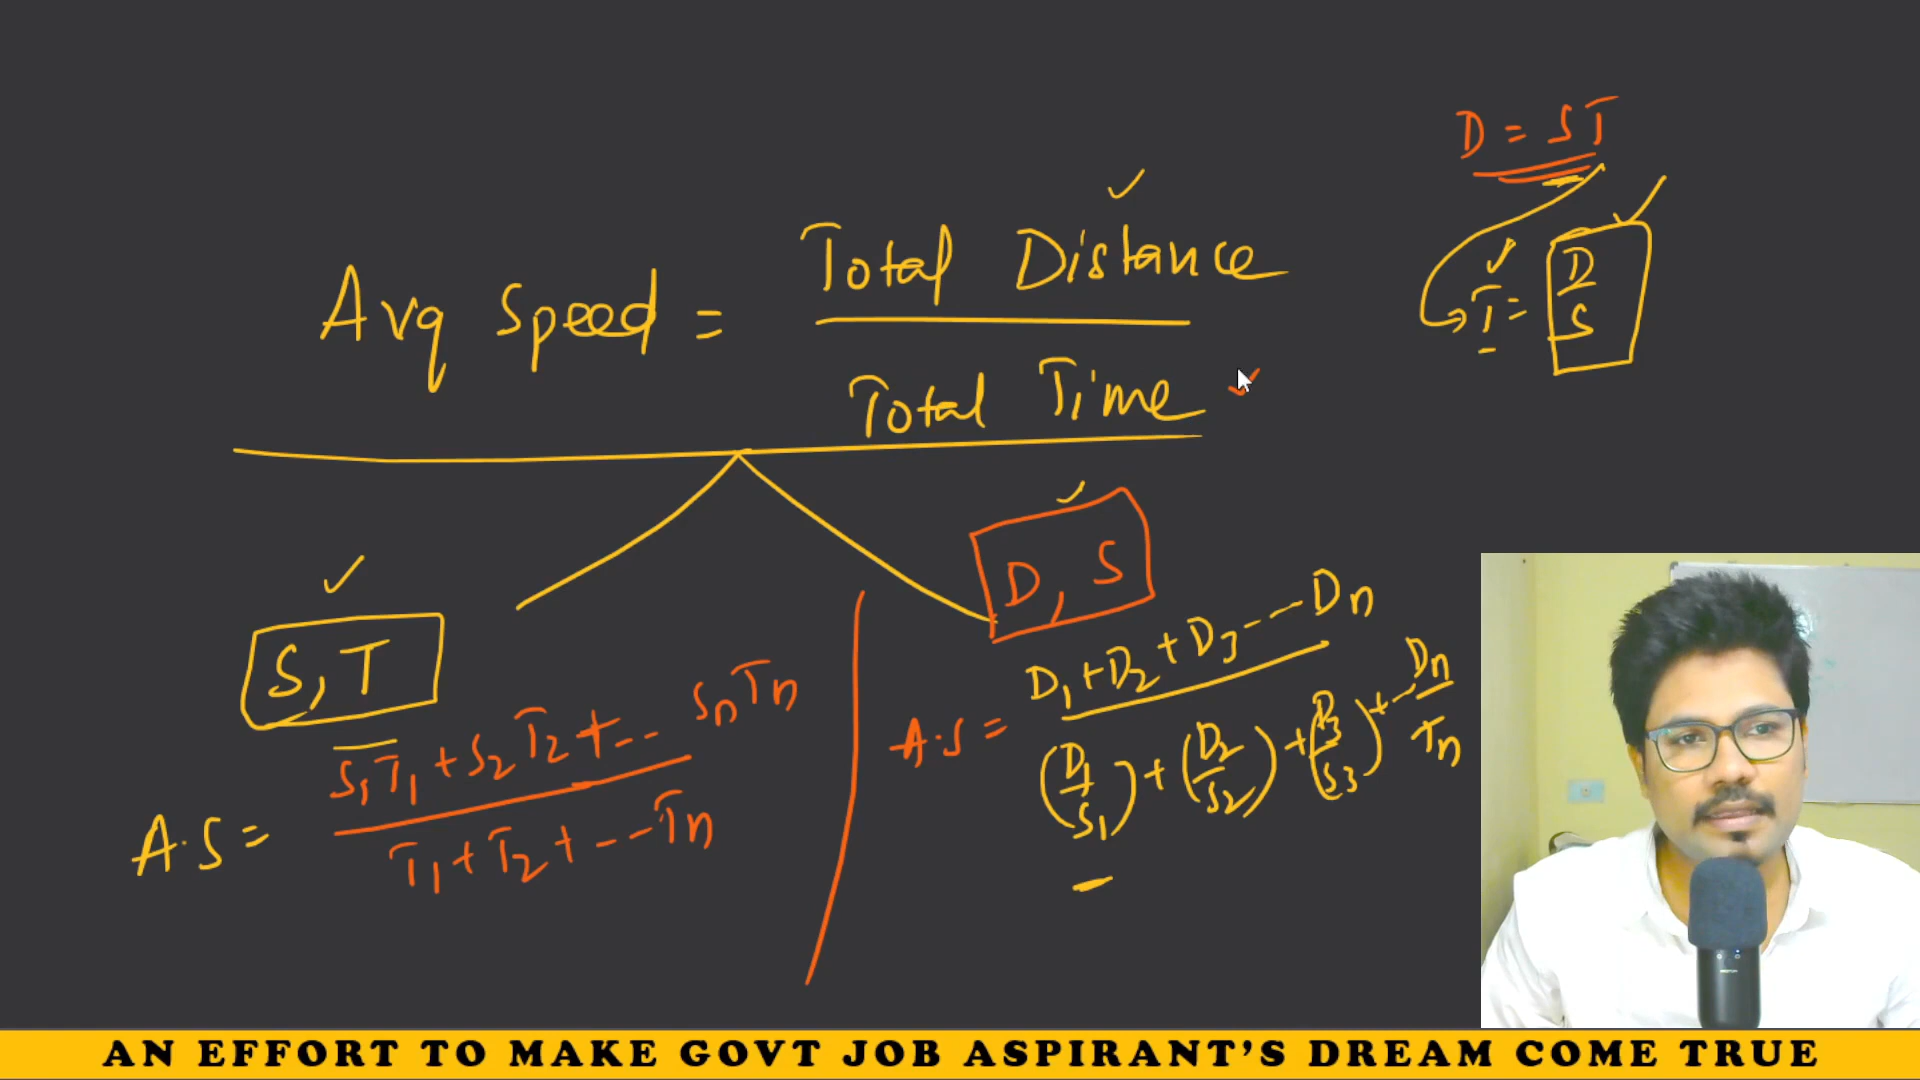 D = ST
T = D/S
Avg Speed = Total Distance / Total Time
S, T
A.S = S₁T₁ + S₂T₂ + -- SₙTₙ / T₁ + T₂ + --- Tₙ
D, S
A.S = D₁ + D₂ + D₃ --- Dₙ / (D₁/S₁) + (D₂/S₂) + (D₃/S₃) + -- Dₙ/Tₙ
AN EFFORT TO MAKE GOVT JOB ASPIRANT'S DREAM COME TRUE